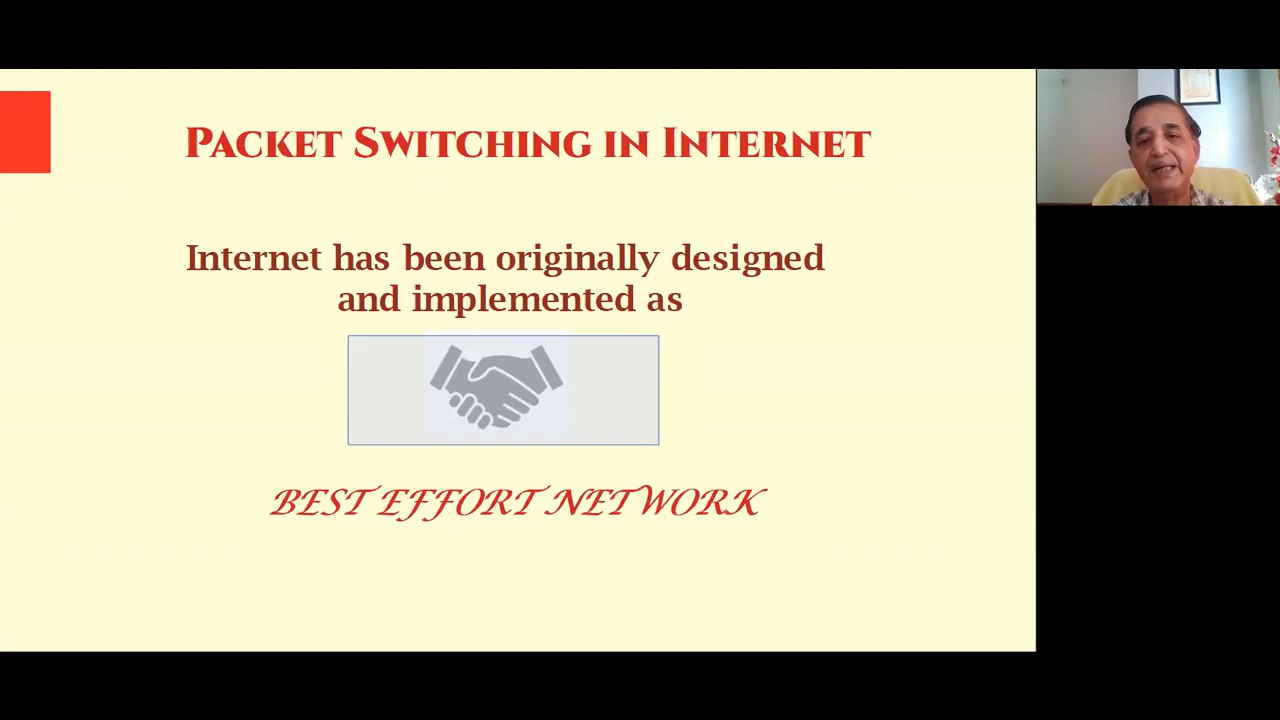 PACKET SWITCHING IN INTERNET
Internet has been originally designed
and implemented as
BEST EFFORT NETWORK